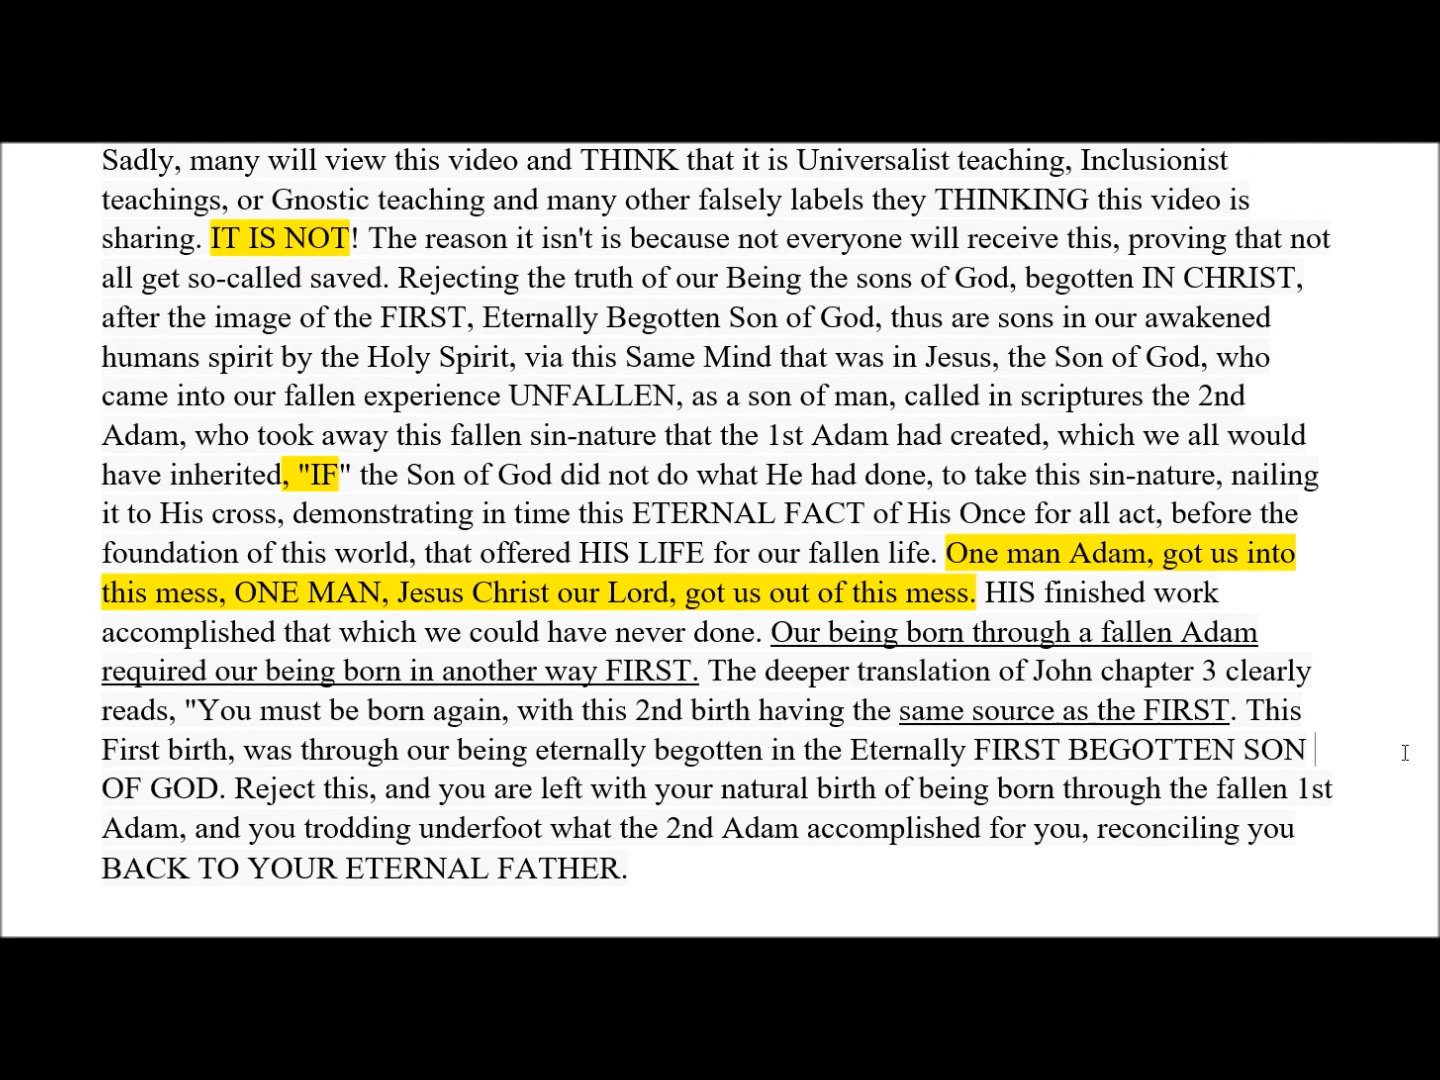 Sadly, many will view this video and THINK that it is Universalist teaching, Inclusionist
teachings, or Gnostic teaching and many other falsely labels they THINKING this video is
sharing. IT IS NOT! The reason it isn't is because not everyone will receive this, proving that not
all get so-called saved. Rejecting the truth of our Being the sons of God, begotten IN CHRIST,
after the image of the FIRST, Eternally Begotten Son of God, thus are sons in our awakened
humans spirit by the Holy Spirit, via this Same Mind that was in Jesus, the Son of God, who
came into our fallen experience UNFALLEN, as a son of man, called in scriptures the 2nd
Adam, who took away this fallen sin-nature that the 1st Adam had created, which we all would
have inherited, "IF" the Son of God did not do what He had done, to take this sin-nature, nailing
it to His cross, demonstrating in time this ETERNAL FACT of His Once for all act, before the
foundation of this world, that offered HIS LIFE for our fallen life. One man Adam, got us into
this mess, ONE MAN, Jesus Christ our Lord, got us out of this mess. HIS finished work
accomplished that which we could have never done. Our being born through a fallen Adam
required our being born in another way FIRST. The deeper translation of John chapter 3 clearly
reads, "You must be born again, with this 2nd birth having the same source as the FIRST. This
First birth, was through our being eternally begotten in the Eternally FIRST BEGOTTEN SON
OF GOD. Reject this, and you are left with your natural birth of being born through the fallen 1st
Adam, and you trodding underfoot what the 2nd Adam accomplished for you, reconciling you
BACK TO YOUR ETERNAL FATHER.